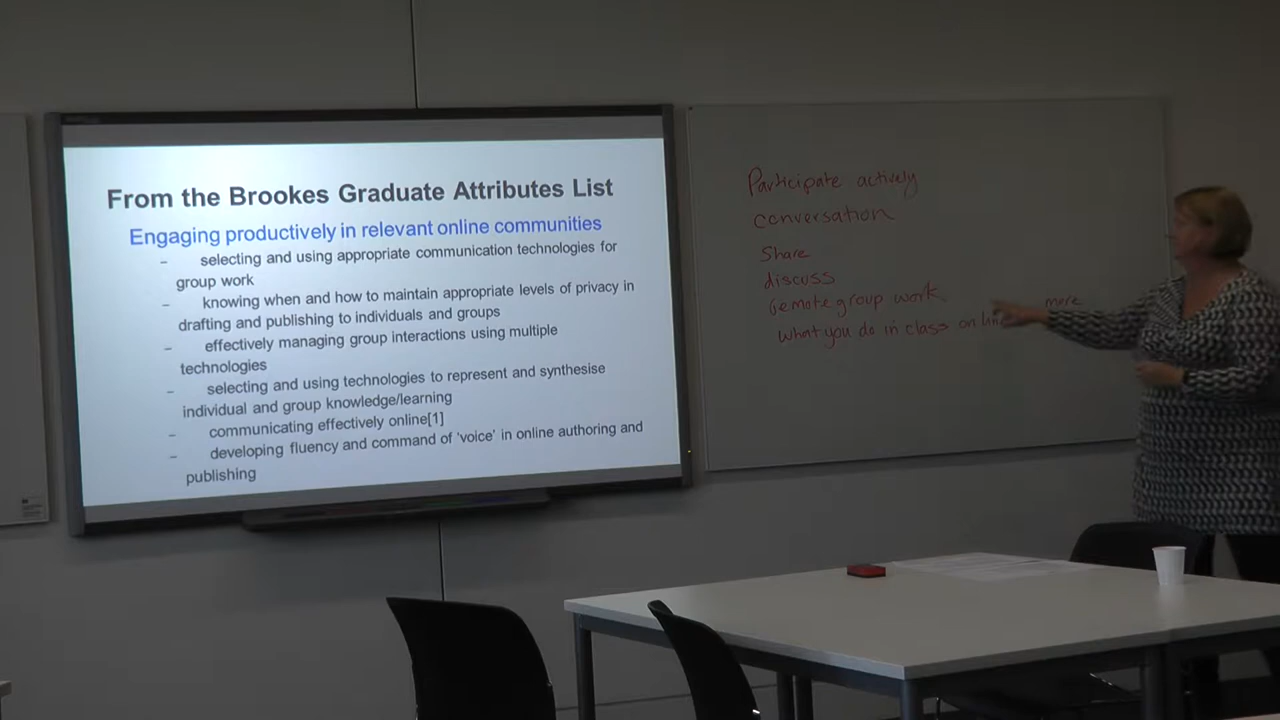 From the Brookes Graduate Attributes List
Engaging productively in relevant online communities
– selecting and using appropriate communication technologies for
group work
– knowing when and how to maintain appropriate levels of privacy in
drafting and publishing to individuals and groups
– effectively managing group interactions using multiple
technologies
– selecting and using technologies to represent and synthesise
individual and group knowledge/learning
– communicating effectively online[1]
– developing fluency and command of 'voice' in online authoring and
publishing
Participate actively
conversation
Share
discuss
remote group work
more
what you do in class on